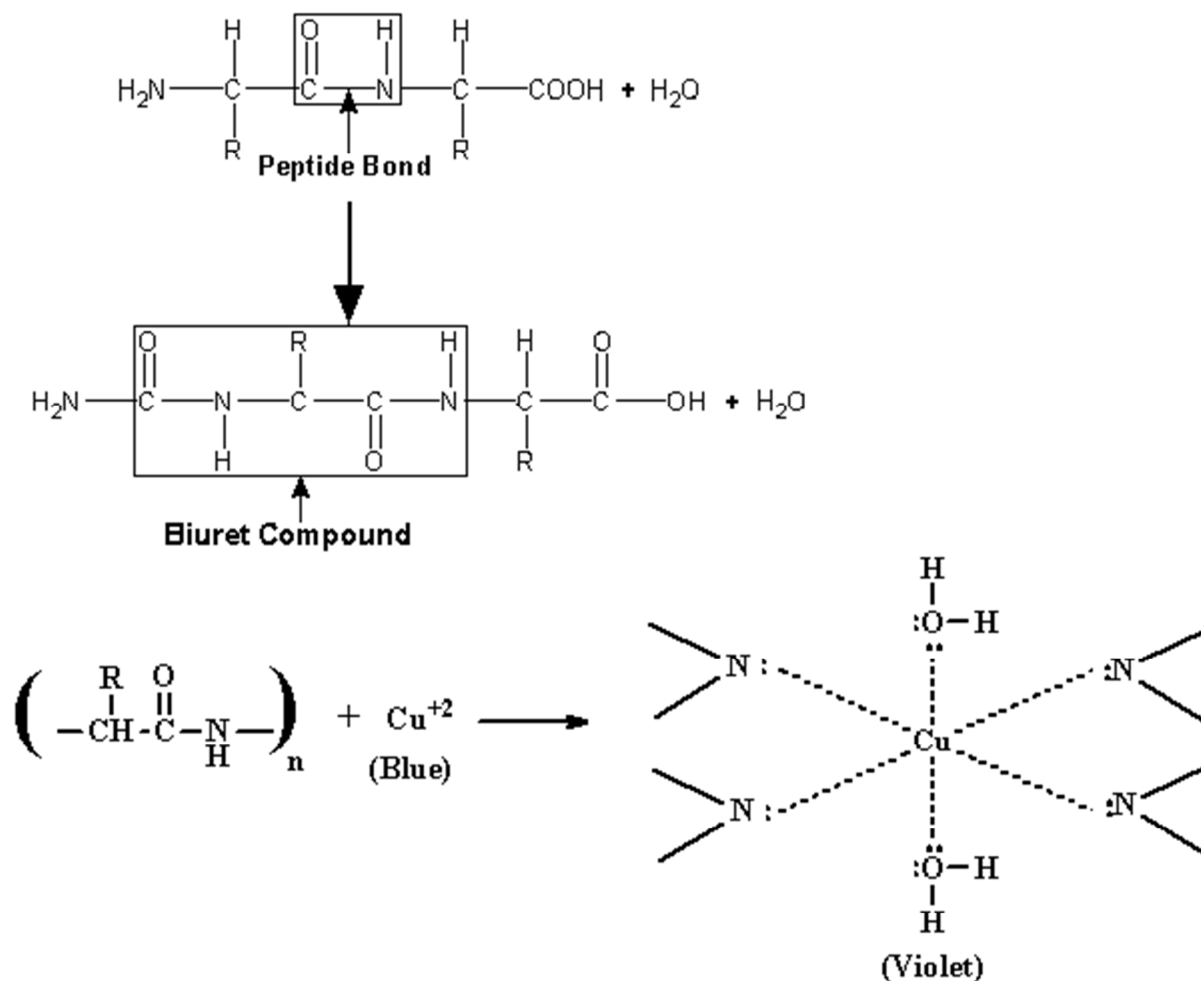 H O H H
H₂N C C N C COOH + H₂O
R R
Peptide Bond
O R H H O
H₂N C N C C N C C OH + H₂O
H O R
Biuret Compound
H
:O–H
N: :N
R O
( –CH–C–N– )n + Cu⁺² Cu
H
(Blue)
N: :N
:O–H
H
(Violet)